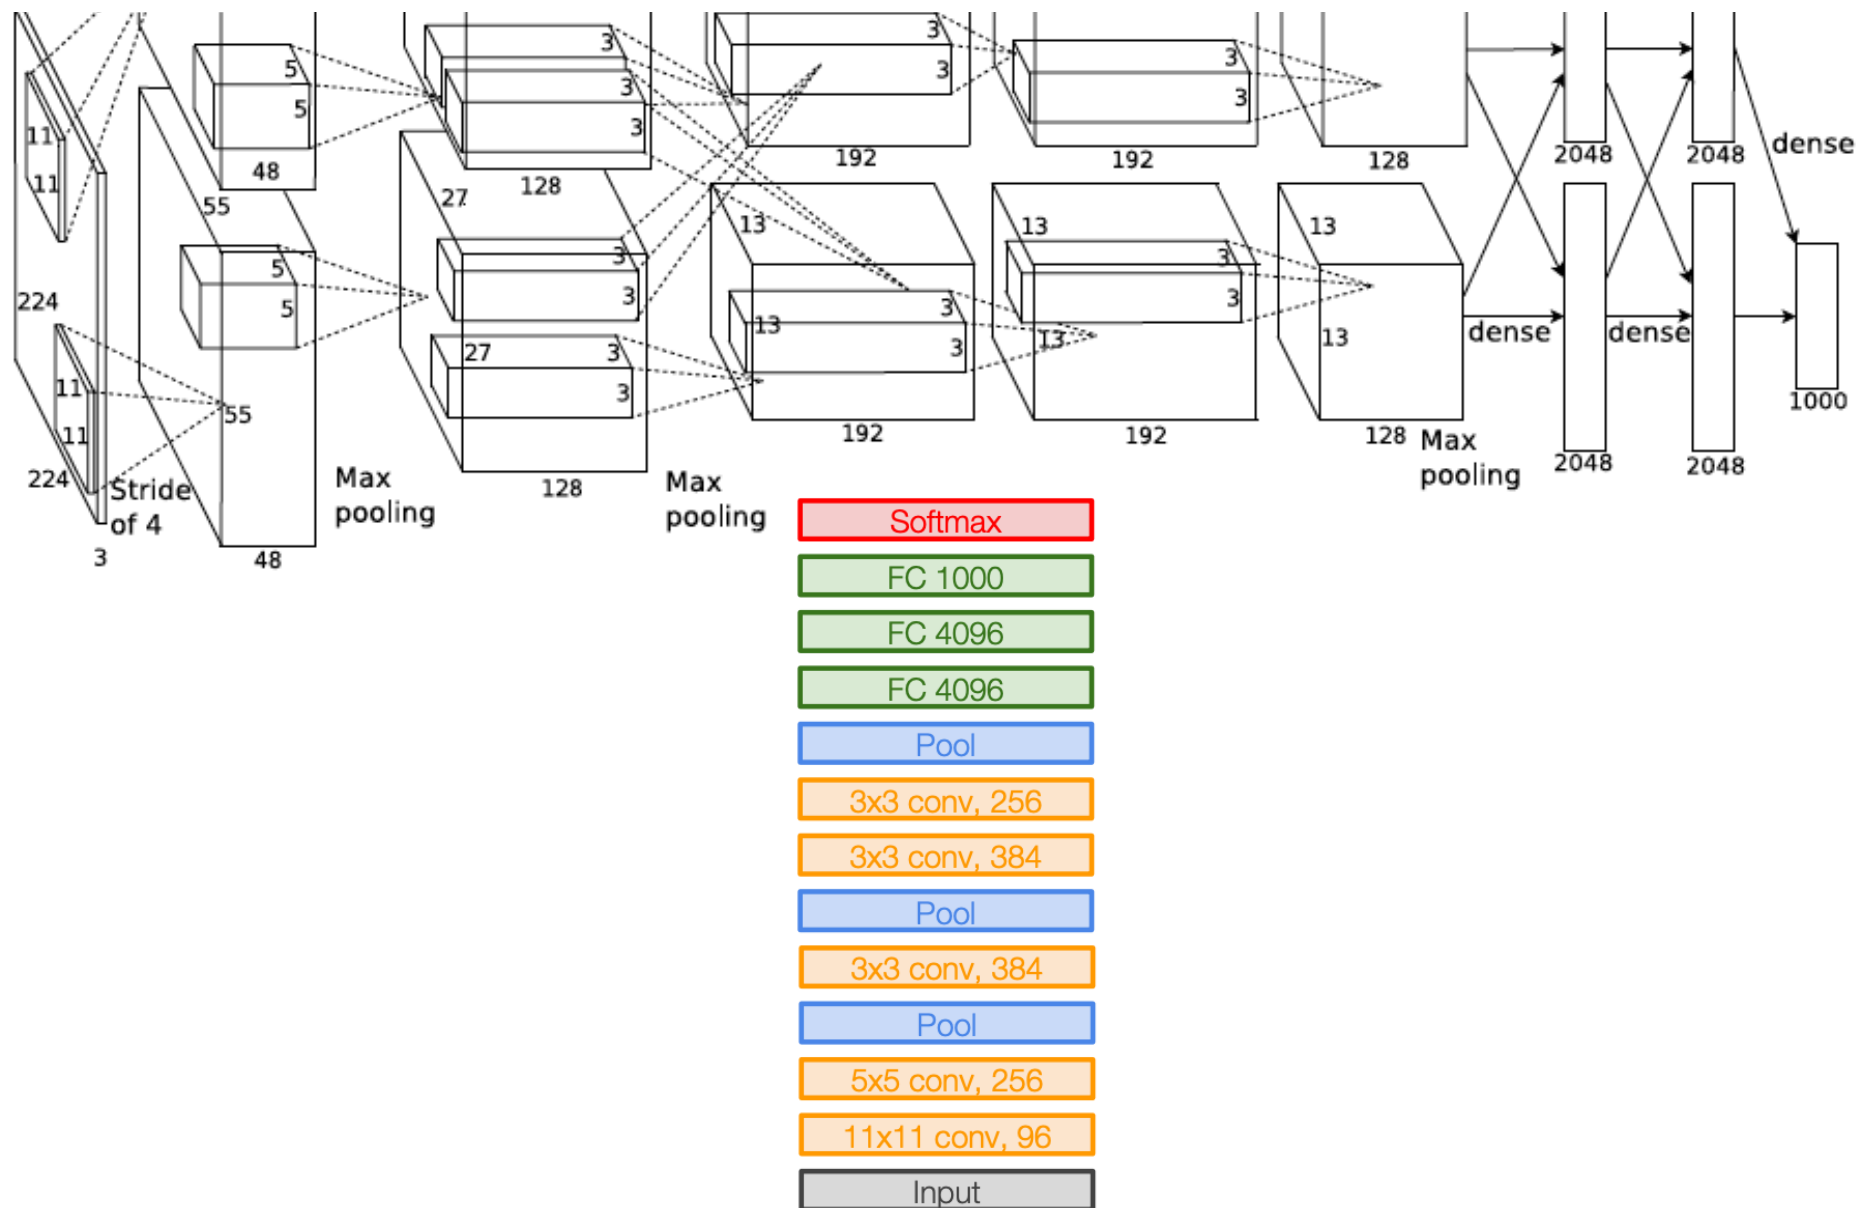 3
3
3
3
5
5
3
3
3
3
11
11
48
128
192
192
128
2048
2048
dense
55
27
13
13
13
5
5
3
3
3
3
3
3
224
55
27
3
3
13
13
13
11
11
dense
dense
1000
192
192
128
Max
pooling
2048
2048
224
Stride
of 4
Max
pooling
128
Max
pooling
3
48
Softmax
FC 1000
FC 4096
FC 4096
Pool
3x3 conv, 256
3x3 conv, 384
Pool
3x3 conv, 384
Pool
5x5 conv, 256
11x11 conv, 96
Input